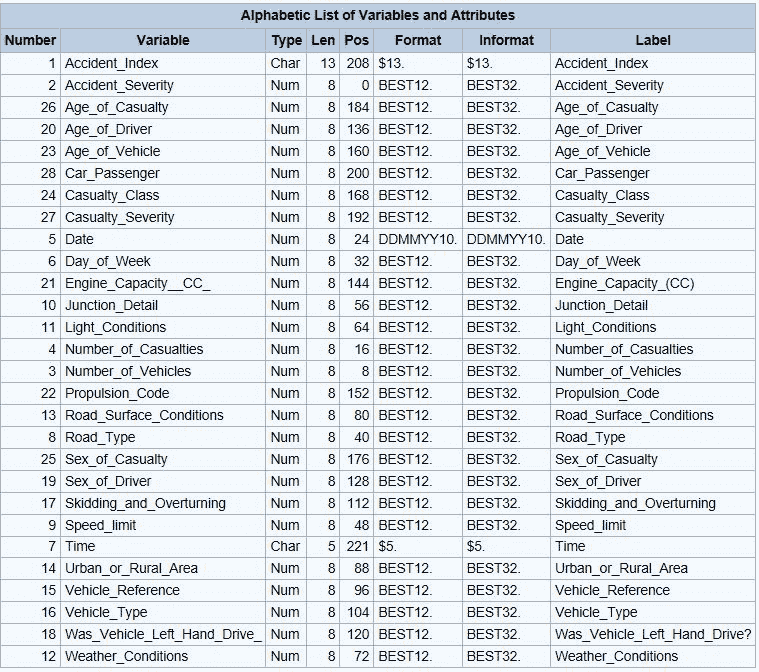 Alphabetic List of Variables and Attributes
Number Variable Type Len Pos Format Informat Label
1 Accident_Index Char 13 208 $13. $13. Accident_Index
2 Accident_Severity Num 8 0 BEST12. BEST32. Accident_Severity
26 Age_of_Casualty Num 8 184 BEST12. BEST32. Age_of_Casualty
20 Age_of_Driver Num 8 136 BEST12. BEST32. Age_of_Driver
23 Age_of_Vehicle Num 8 160 BEST12. BEST32. Age_of_Vehicle
28 Car_Passenger Num 8 200 BEST12. BEST32. Car_Passenger
24 Casualty_Class Num 8 168 BEST12. BEST32. Casualty_Class
27 Casualty_Severity Num 8 192 BEST12. BEST32. Casualty_Severity
5 Date Num 8 24 DDMMYY10. DDMMYY10. Date
6 Day_of_Week Num 8 32 BEST12. BEST32. Day_of_Week
21 Engine_Capacity__CC_ Num 8 144 BEST12. BEST32. Engine_Capacity_(CC)
10 Junction_Detail Num 8 56 BEST12. BEST32. Junction_Detail
11 Light_Conditions Num 8 64 BEST12. BEST32. Light_Conditions
4 Number_of_Casualties Num 8 16 BEST12. BEST32. Number_of_Casualties
3 Number_of_Vehicles Num 8 8 BEST12. BEST32. Number_of_Vehicles
22 Propulsion_Code Num 8 152 BEST12. BEST32. Propulsion_Code
13 Road_Surface_Conditions Num 8 80 BEST12. BEST32. Road_Surface_Conditions
8 Road_Type Num 8 40 BEST12. BEST32. Road_Type
25 Sex_of_Casualty Num 8 176 BEST12. BEST32. Sex_of_Casualty
19 Sex_of_Driver Num 8 128 BEST12. BEST32. Sex_of_Driver
17 Skidding_and_Overturning Num 8 112 BEST12. BEST32. Skidding_and_Overturning
9 Speed_limit Num 8 48 BEST12. BEST32. Speed_limit
7 Time Char 5 221 $5. $5. Time
14 Urban_or_Rural_Area Num 8 88 BEST12. BEST32. Urban_or_Rural_Area
15 Vehicle_Reference Num 8 96 BEST12. BEST32. Vehicle_Reference
16 Vehicle_Type Num 8 104 BEST12. BEST32. Vehicle_Type
18 Was_Vehicle_Left_Hand_Drive_ Num 8 120 BEST12. BEST32. Was_Vehicle_Left_Hand_Drive?
12 Weather_Conditions Num 8 72 BEST12. BEST32. Weather_Conditions